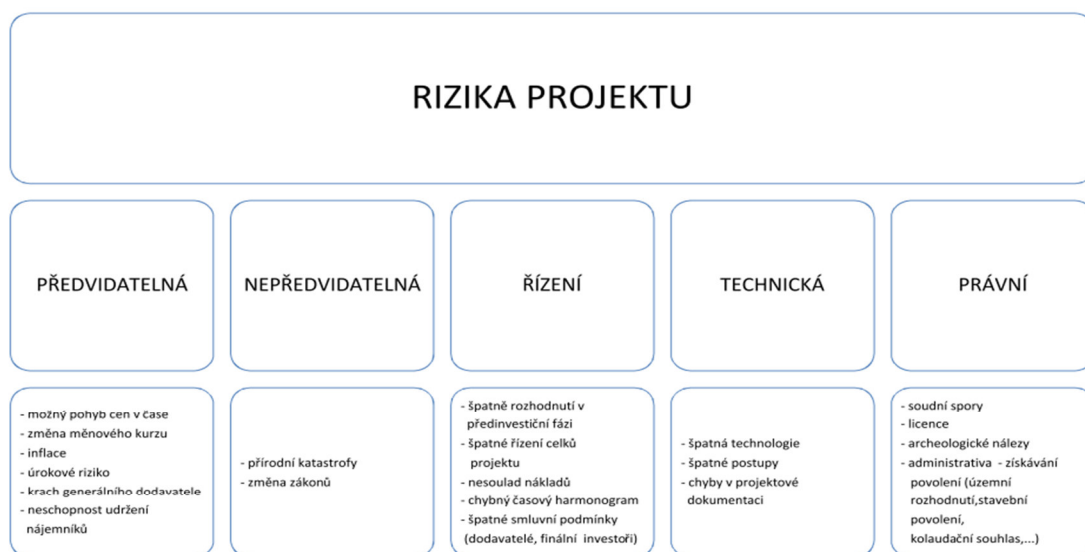 RIZIKA PROJEKTU
PŘEDVIDATELNÁ
NEPŘEDVIDATELNÁ
ŘÍZENÍ
TECHNICKÁ
PRÁVNÍ
- možný pohyb cen v čase
- změna měnového kurzu
- inflace
- úrokové riziko
- krach generálního dodavatele
- neschopnost udržení
nájemníků
- přírodní katastrofy
- změna zákonů
- špatně rozhodnutí v
předinvestiční fázi
- špatné řízení celků
projektu
- nesoulad nákladů
- chybný časový harmonogram
- špatné smluvní podmínky
(dodavatelé, finální investoři)
- špatná technologie
- špatné postupy
- chyby v projektové
dokumentaci
- soudní spory
- licence
- archeologické nálezy
- administrativa - získávání
povolení (územní
rozhodnutí,stavební
povolení,
kolaudační souhlas,...)